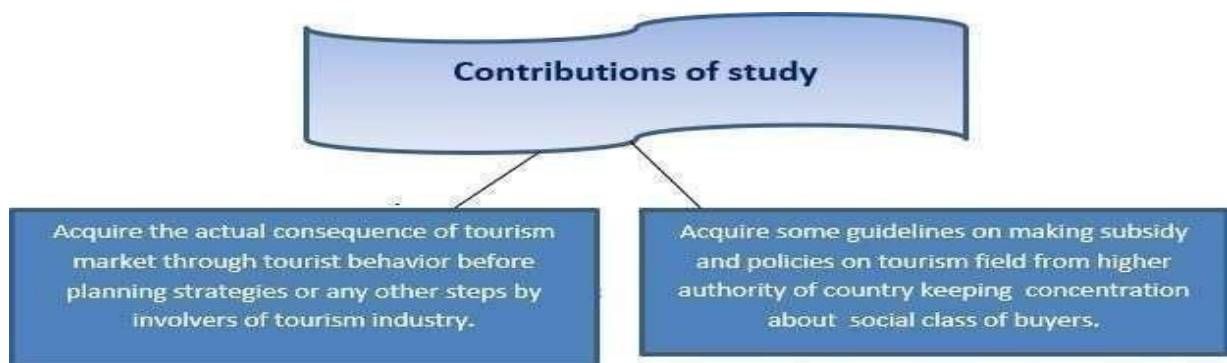 Contributions of study
Acquire the actual consequence of tourism
market through tourist behavior before
planning strategies or any other steps by
involvers of tourism industry.
Acquire some guidelines on making subsidy
and policies on tourism field from higher
authority of country keeping concentration
about social class of buyers.